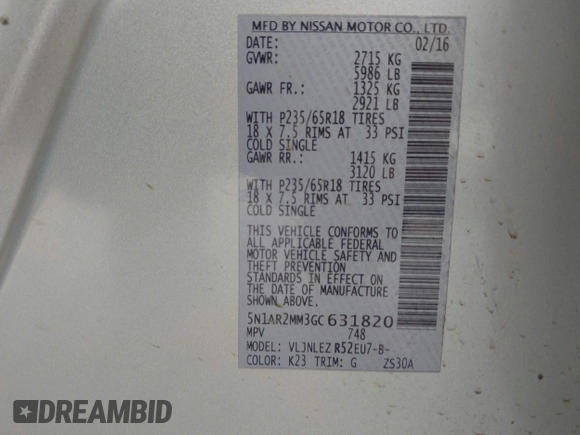 MFD BY NISSAN MOTOR CO., LTD.
DATE: 02/16
GVWR: 2715 KG
5986 LB
GAWR FR.: 1325 KG
2921 LB
WITH P235/65R18 TIRES
18 X 7.5 RIMS AT 33 PSI
COLD SINGLE
GAWR RR.: 1415 KG
3120 LB
WITH P235/65R18 TIRES
18 X 7.5 RIMS AT 33 PSI
COLD SINGLE
THIS VEHICLE CONFORMS TO
ALL APPLICABLE FEDERAL
MOTOR VEHICLE SAFETY AND
THEFT PREVENTION
STANDARDS IN EFFECT ON
THE DATE OF MANUFACTURE
SHOWN ABOVE.
5N1AR2MM3GC631820
MPV 748
MODEL: VLJNLEZ R52EU7-B-
COLOR: K23 TRIM: G ZS30A
DREAMBID